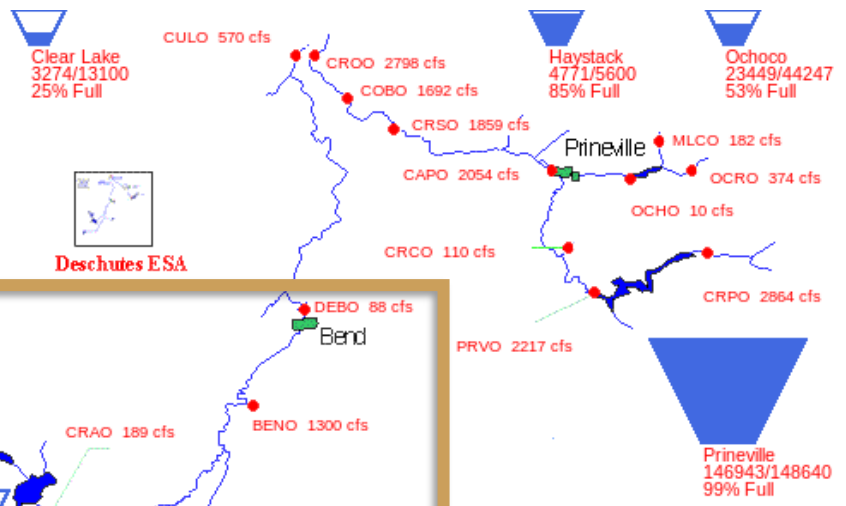 CULO 570 cfs
Clear Lake
3274/13100
25% Full
CROO 2798 cfs
Haystack
4771/5600
85% Full
Ochoco
23449/44247
53% Full
COBO 1692 cfs
CRSO 1859 cfs
Prineville
MLCO 182 cfs
CAPO 2054 cfs
OCRO 374 cfs
OCHO 10 cfs
CRCO 110 cfs
Deschutes ESA
CRPO 2864 cfs
DEBO 88 cfs
Bend
PRVO 2217 cfs
BENO 1300 cfs
CRAO 189 cfs
Prineville
146943/148640
99% Full